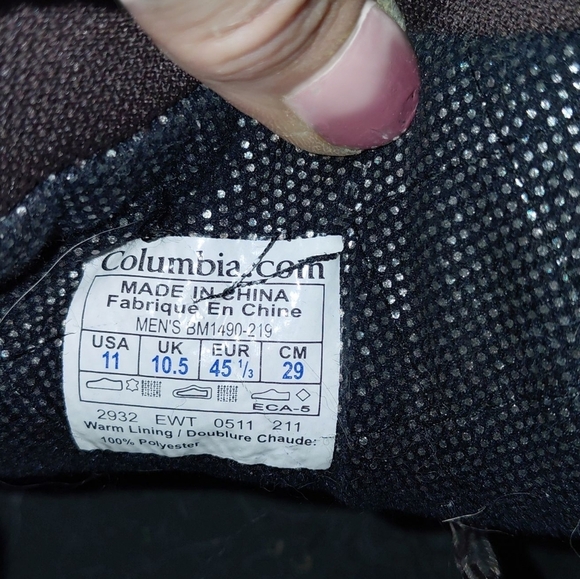 Columbia.com
MADE IN CHINA
Fabriqué En Chine
MEN'S BM1490-219
USA UK EUR CM
11 10.5 45 1/3 29
ECA-5
2932 EWT 0511 211
Warm Lining / Doublure Chaude:
100% Polyester